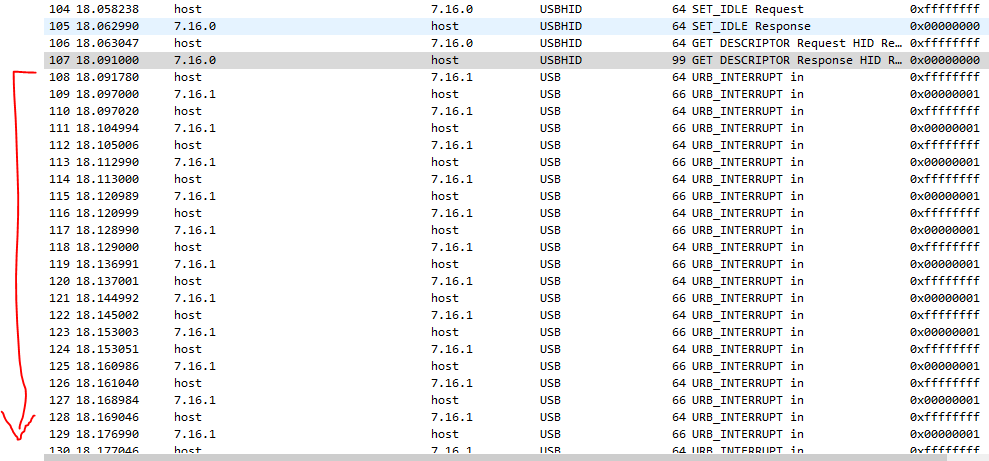 104 18.058238 host 7.16.0 USBHID 64 SET_IDLE Request 0xffffffff
105 18.062990 7.16.0 host USBHID 64 SET_IDLE Response 0x00000000
106 18.063047 host 7.16.0 USBHID 64 GET DESCRIPTOR Request HID Re… 0xffffffff
107 18.091000 7.16.0 host USBHID 99 GET DESCRIPTOR Response HID R… 0x00000000
108 18.091780 host 7.16.1 USB 64 URB_INTERRUPT in 0xffffffff
109 18.097000 7.16.1 host USB 66 URB_INTERRUPT in 0x00000001
110 18.097020 host 7.16.1 USB 64 URB_INTERRUPT in 0xffffffff
111 18.104994 7.16.1 host USB 66 URB_INTERRUPT in 0x00000001
112 18.105006 host 7.16.1 USB 64 URB_INTERRUPT in 0xffffffff
113 18.112990 7.16.1 host USB 66 URB_INTERRUPT in 0x00000001
114 18.113000 host 7.16.1 USB 64 URB_INTERRUPT in 0xffffffff
115 18.120989 7.16.1 host USB 66 URB_INTERRUPT in 0x00000001
116 18.120999 host 7.16.1 USB 64 URB_INTERRUPT in 0xffffffff
117 18.128990 7.16.1 host USB 66 URB_INTERRUPT in 0x00000001
118 18.129000 host 7.16.1 USB 64 URB_INTERRUPT in 0xffffffff
119 18.136991 7.16.1 host USB 66 URB_INTERRUPT in 0x00000001
120 18.137001 host 7.16.1 USB 64 URB_INTERRUPT in 0xffffffff
121 18.144992 7.16.1 host USB 66 URB_INTERRUPT in 0x00000001
122 18.145002 host 7.16.1 USB 64 URB_INTERRUPT in 0xffffffff
123 18.153003 7.16.1 host USB 66 URB_INTERRUPT in 0x00000001
124 18.153051 host 7.16.1 USB 64 URB_INTERRUPT in 0xffffffff
125 18.160986 7.16.1 host USB 66 URB_INTERRUPT in 0x00000001
126 18.161040 host 7.16.1 USB 64 URB_INTERRUPT in 0xffffffff
127 18.168984 7.16.1 host USB 66 URB_INTERRUPT in 0x00000001
128 18.169046 host 7.16.1 USB 64 URB_INTERRUPT in 0xffffffff
129 18.176990 7.16.1 host USB 66 URB_INTERRUPT in 0x00000001
130 18.177046 host 7.16.1 USB 64 URB_INTERRUPT in 0xffffffff